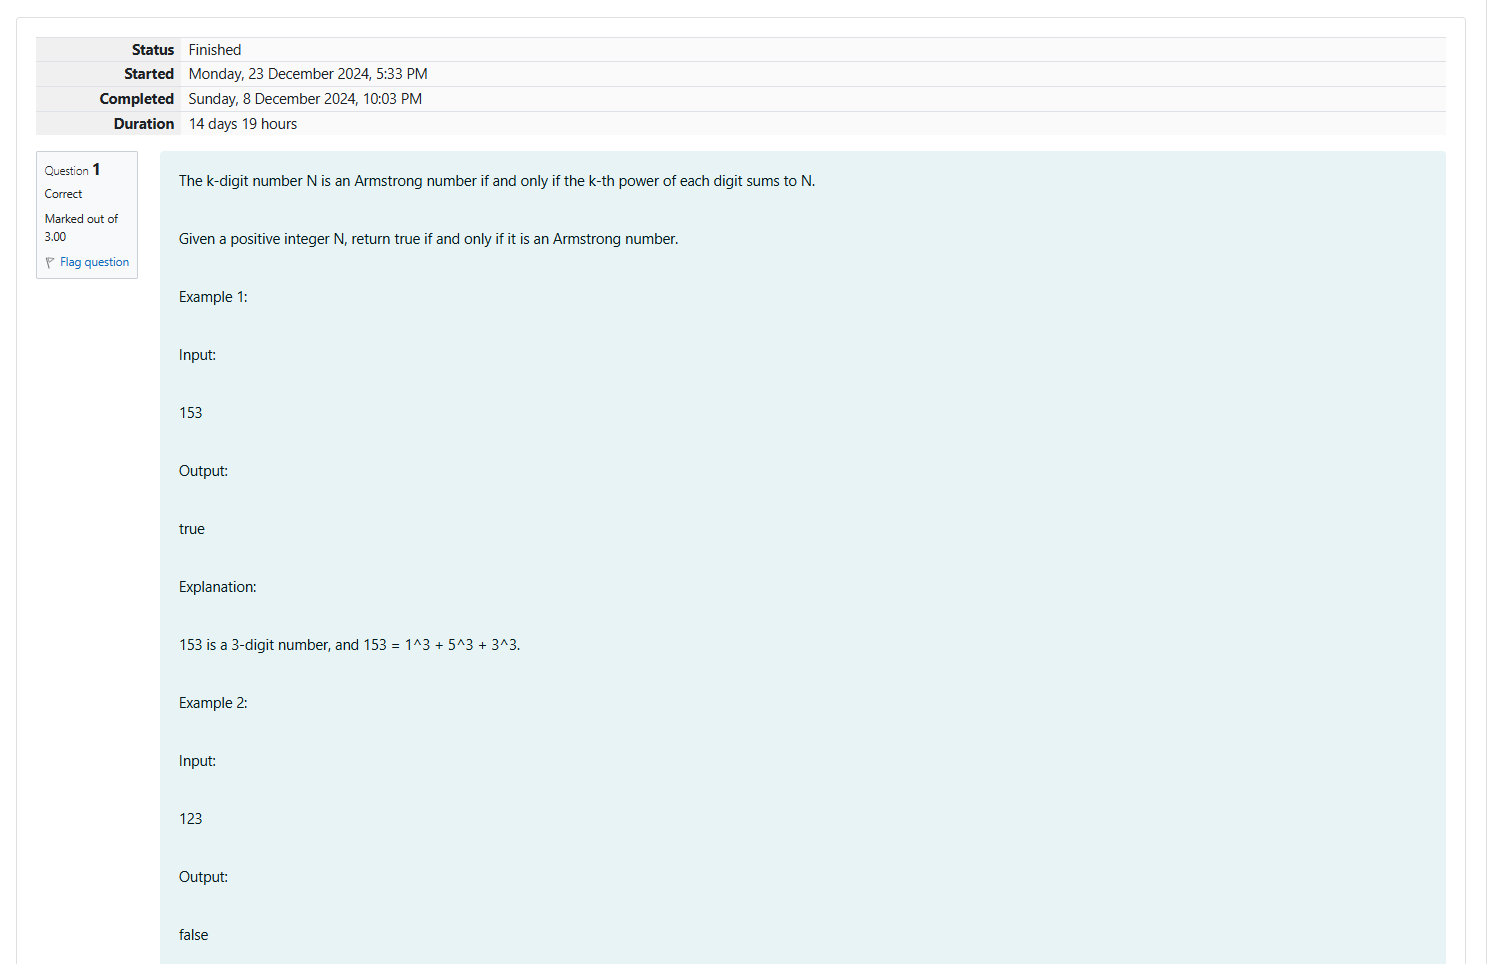 Status Finished
Started Monday, 23 December 2024, 5:33 PM
Completed Sunday, 8 December 2024, 10:03 PM
Duration 14 days 19 hours
Question 1
Correct
Marked out of
3.00
Flag question
The k-digit number N is an Armstrong number if and only if the k-th power of each digit sums to N.
Given a positive integer N, return true if and only if it is an Armstrong number.
Example 1:
Input:
153
Output:
true
Explanation:
153 is a 3-digit number, and 153 = 1^3 + 5^3 + 3^3.
Example 2:
Input:
123
Output:
false